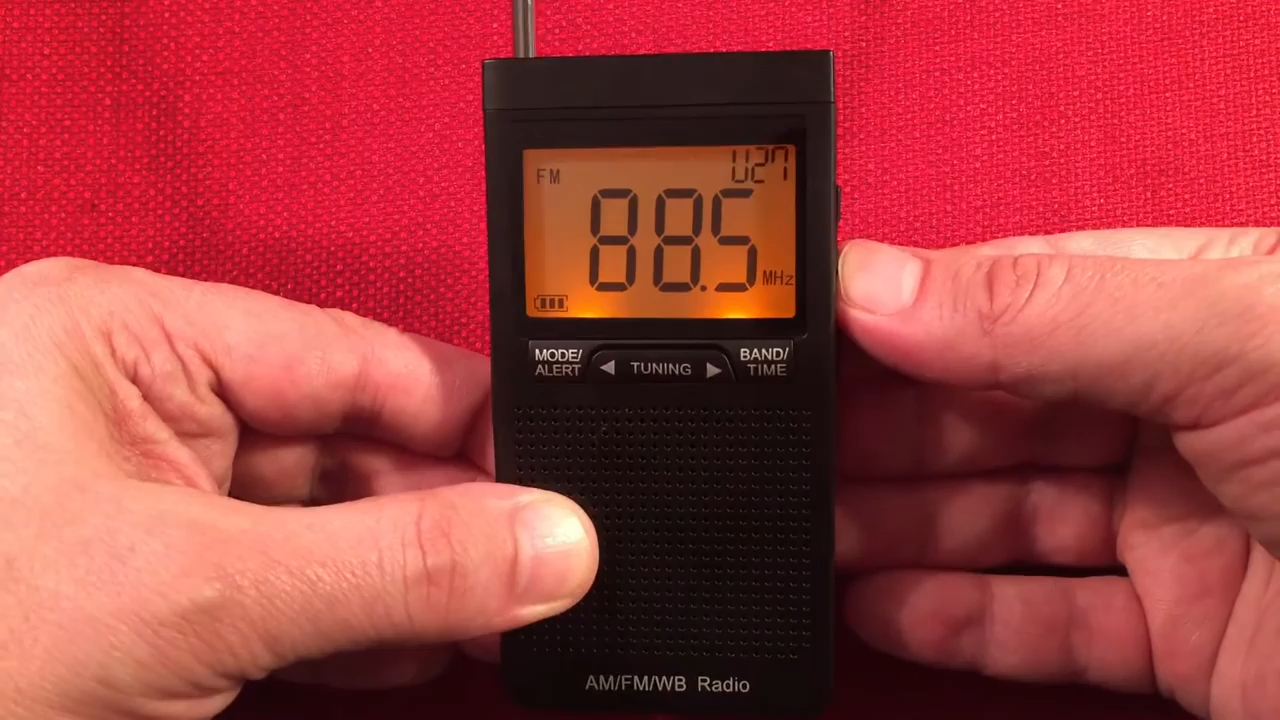 FM
U27
88.5 MHz
MODE/
ALERT
◀ TUNING ▶
BAND/
TIME
AM/FM/WB Radio